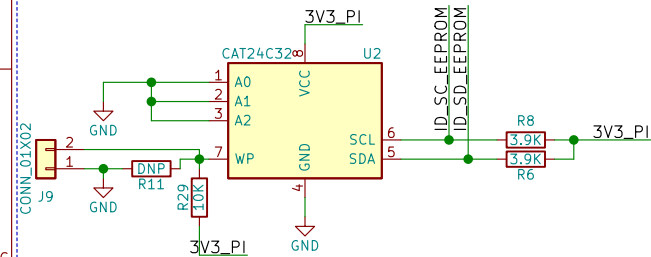 3V3_PI
CAT24C32
8
U2
VCC
ID_SC_EEPROM
ID_SD_EEPROM
1
A0
2
A1
3
A2
GND
CONN_01X02
2
1
J9
GND
DNP
R11
7
WP
GND
4
SCL
6
SDA
5
R8
3.9K
3.9K
R6
3V3_PI
R29
10K
3V3_PI
GND